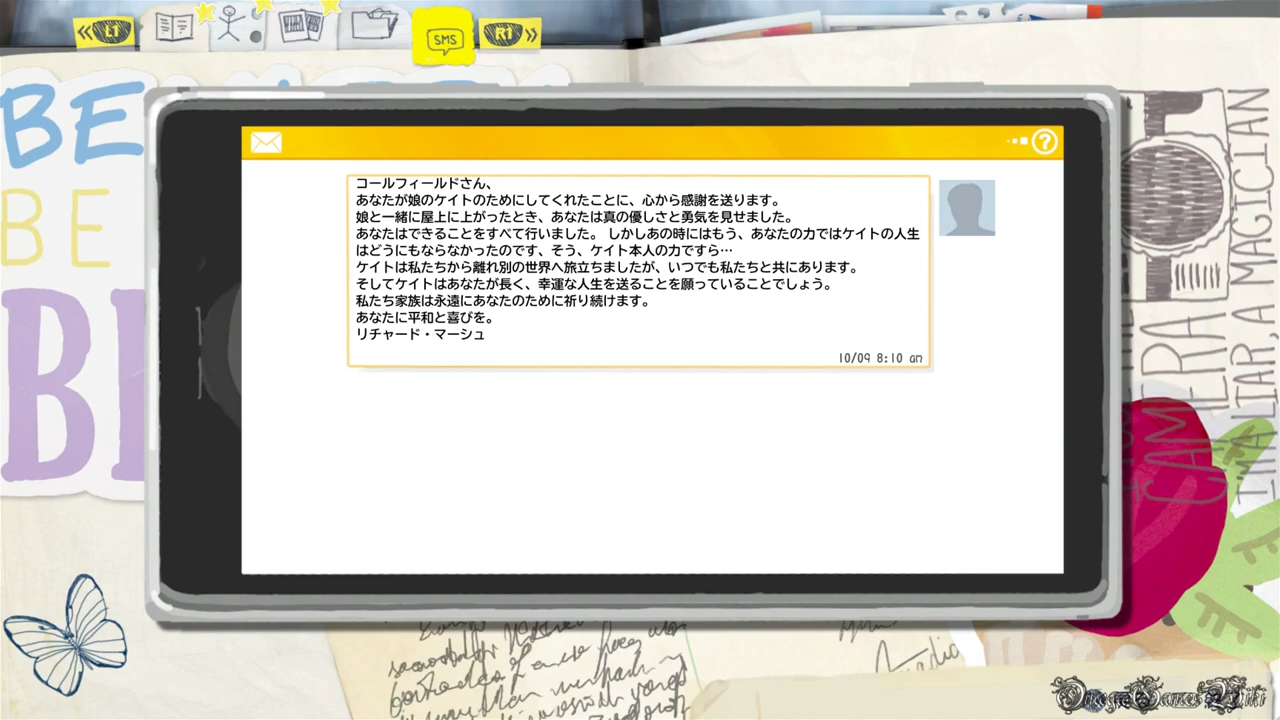 L1
SMS
R1
コールフィールドさん、
あなたが娘のケイトのためにしてくれたことに、心から感謝を送ります。
娘と一緒に屋上に上がったとき、あなたは真の優しさと勇気を見せました。
あなたはできることをすべて行いました。 しかしあの時にはもう、あなたの力ではケイトの人生
はどうにもならなかったのです、そう、ケイト本人の力ですら…
ケイトは私たちから離れ別の世界へ旅立ちましたが、いつでも私たちと共にあります。
そしてケイトはあなたが長く、幸運な人生を送ることを願っていることでしょう。
私たち家族は永遠にあなたのために祈り続けます。
あなたに平和と喜びを。
リチャード・マーシュ
10/09 8:10 am
BE
BE
CAMERA
LIAR, A MAGICIAN
Omega Games Wiki